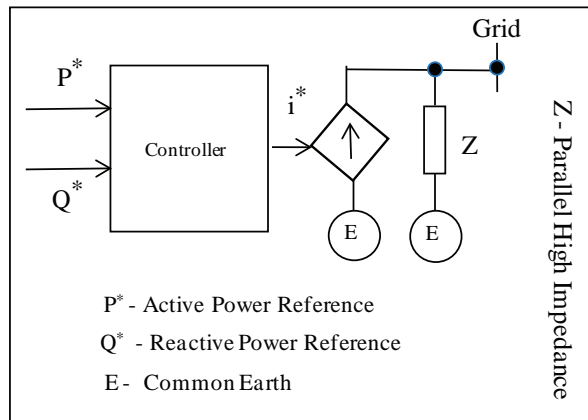 Grid
P*
i*
Controller
Z
Q*
E
E
Z - Parallel High Impedance
P* - Active Power Reference
Q* - Reactive Power Reference
E - Common Earth